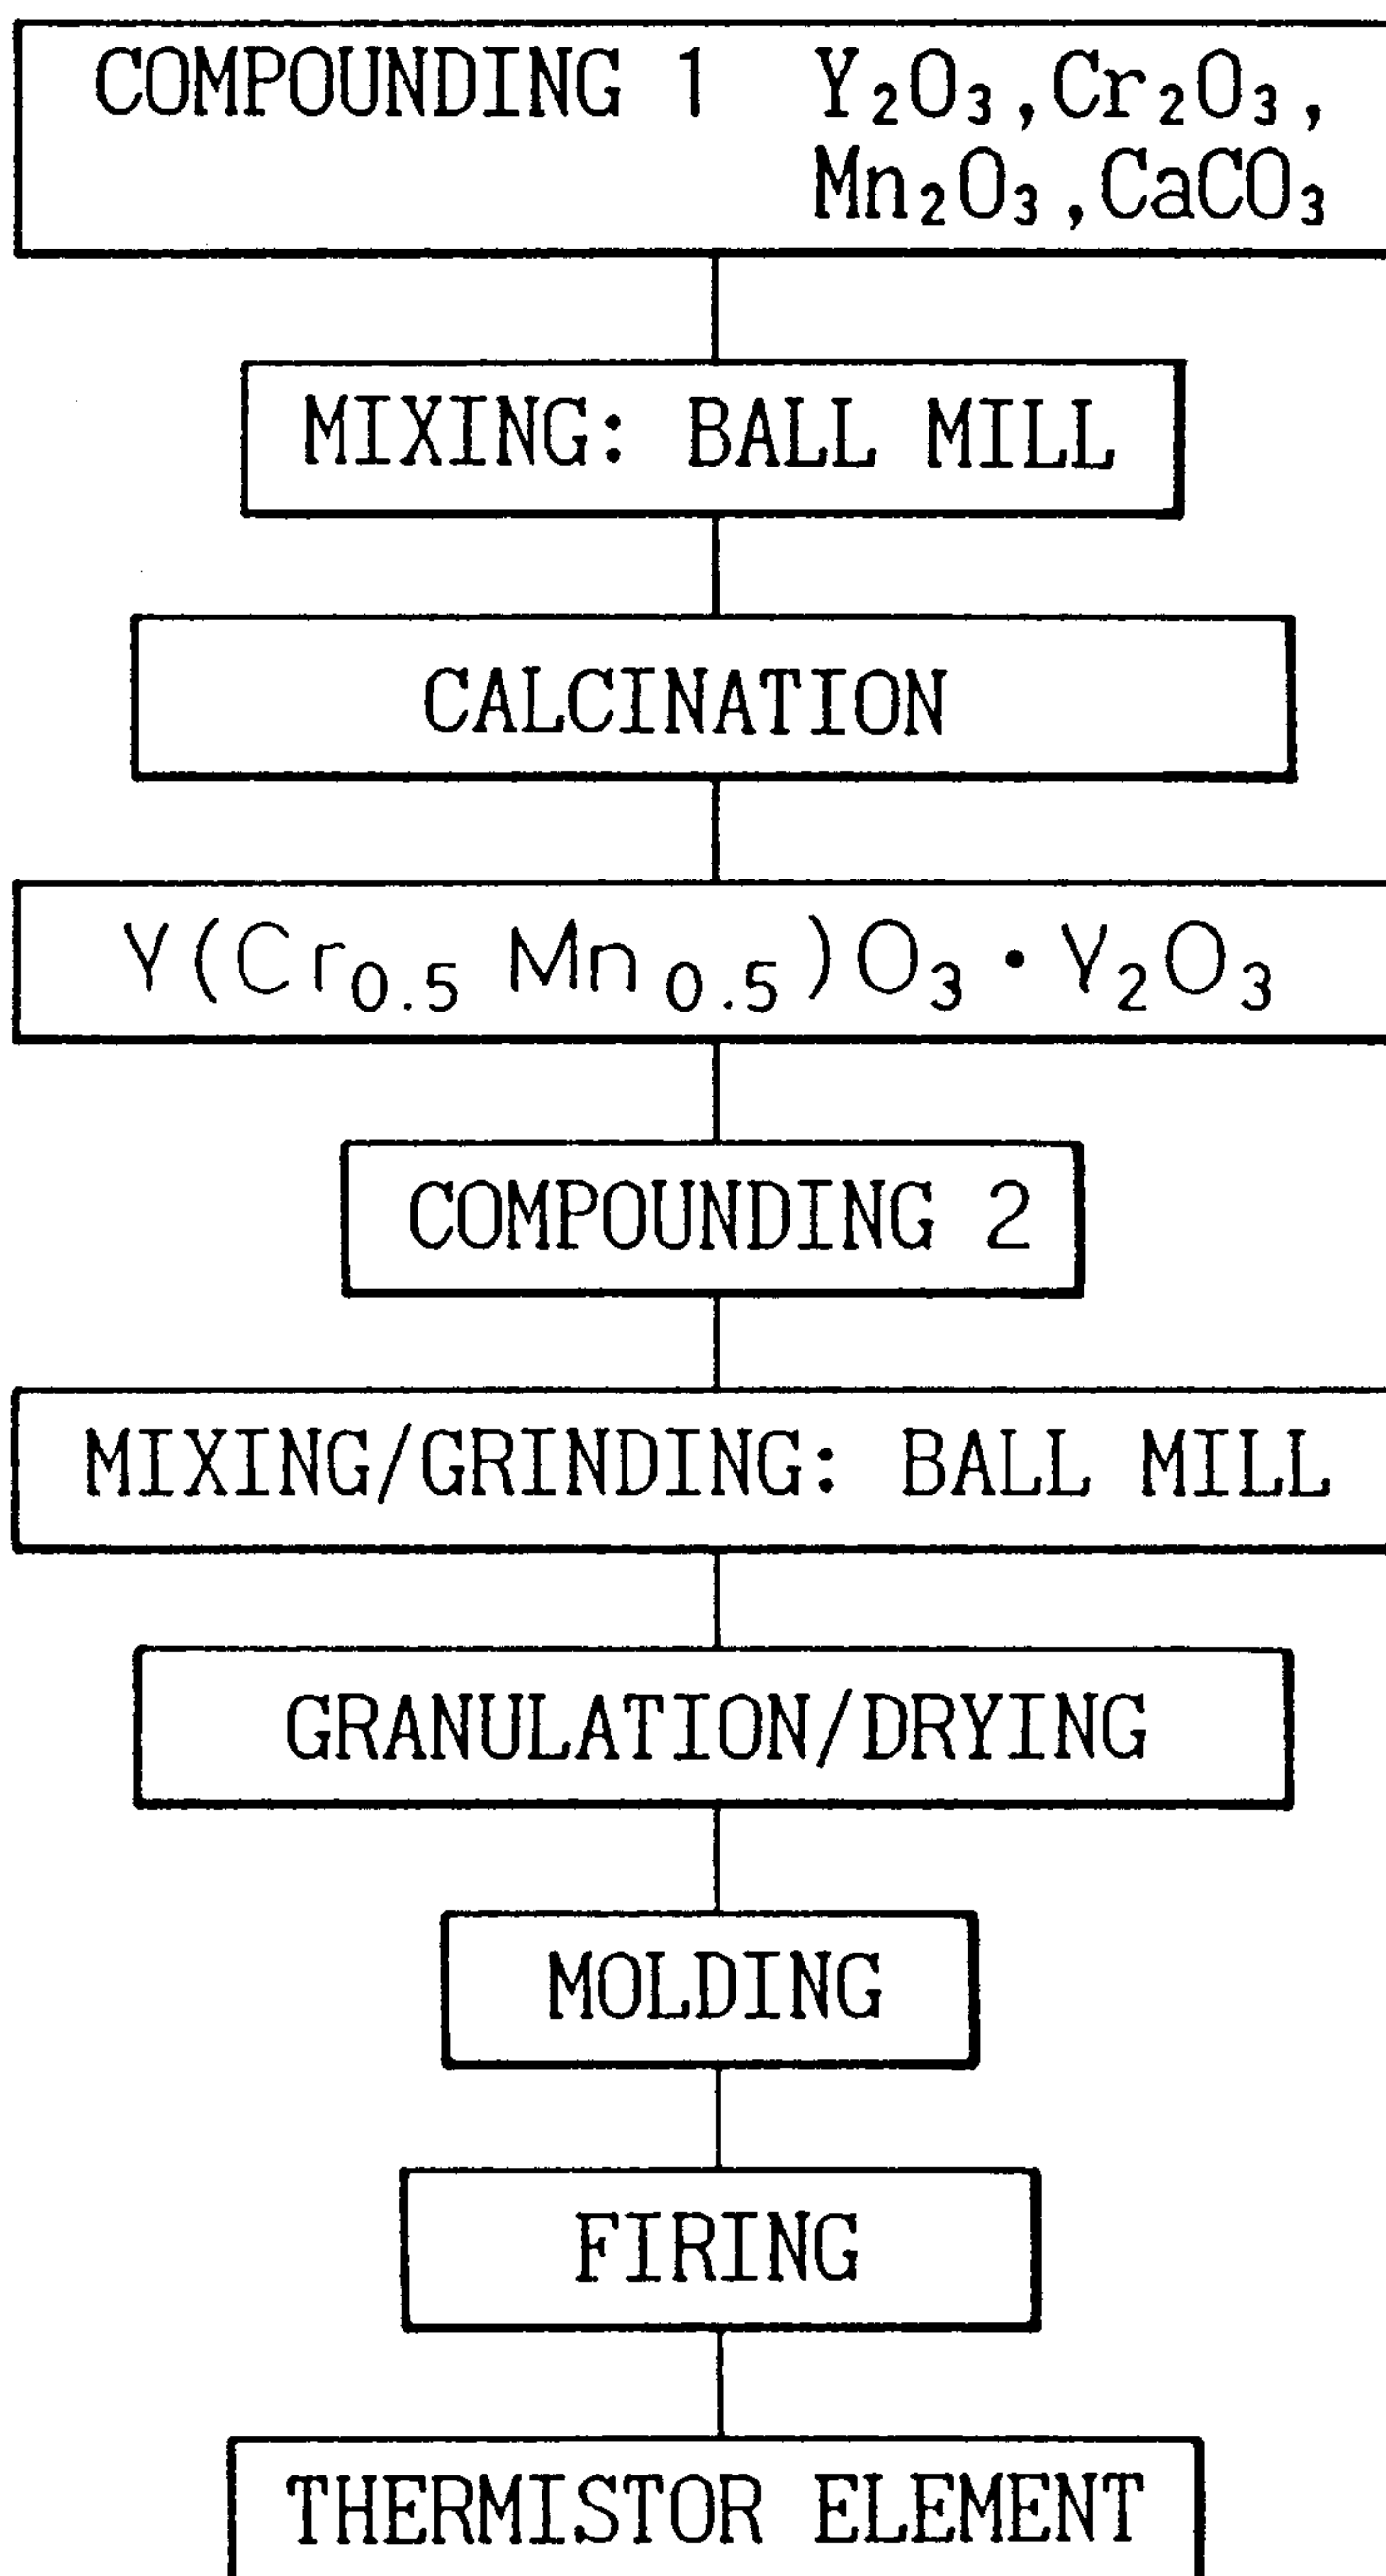 COMPOUNDING 1 Y₂O₃,Cr₂O₃,
Mn₂O₃,CaCO₃
MIXING: BALL MILL
CALCINATION
Y(Cr₀.₅ Mn₀.₅)O₃・Y₂O₃
COMPOUNDING 2
MIXING/GRINDING: BALL MILL
GRANULATION/DRYING
MOLDING
FIRING
THERMISTOR ELEMENT